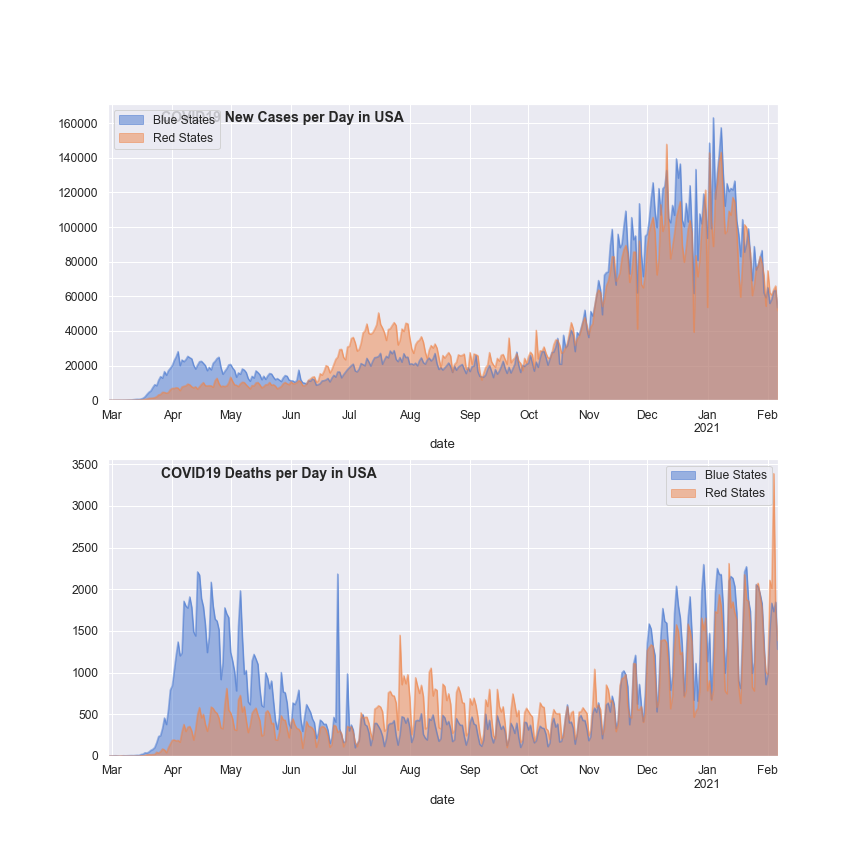 COVID19 New Cases per Day in USA
Blue States
Red States
160000
140000
120000
100000
80000
60000
40000
20000
0
Mar Apr May Jun Jul Aug Sep Oct Nov Dec Jan Feb
2021
date
COVID19 Deaths per Day in USA
Blue States
Red States
3500
3000
2500
2000
1500
1000
500
0
Mar Apr May Jun Jul Aug Sep Oct Nov Dec Jan Feb
2021
date